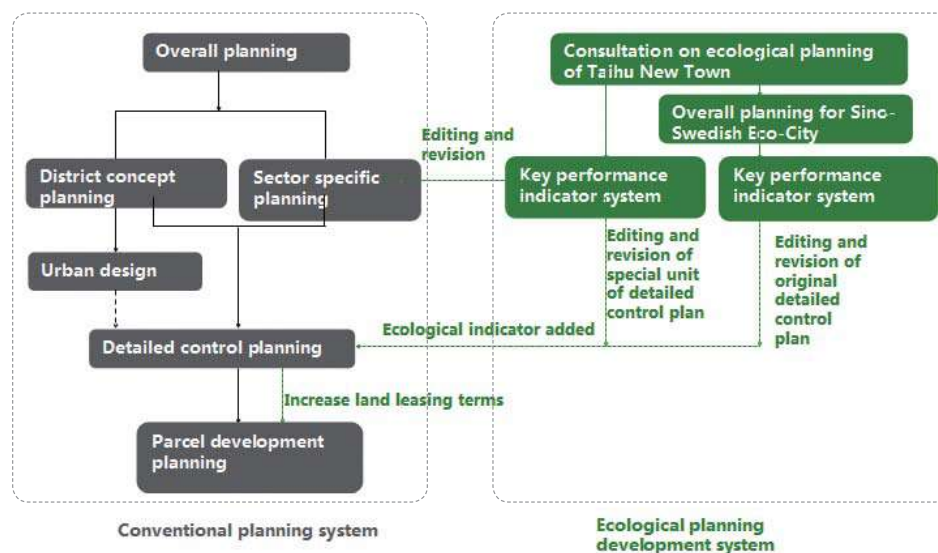 Overall planning
Consultation on ecological planning
of Taihu New Town
Overall planning for Sino-
Swedish Eco-City
Editing and
revision
District concept
planning
Sector specific
planning
Key performance
indicator system
Key performance
indicator system
Urban design
Editing and
revision of
special unit
of detailed
control plan
Editing and
revision of
original
detailed
control
plan
Ecological indicator added
Detailed control planning
Increase land leasing terms
Parcel development
planning
Conventional planning system
Ecological planning
development system